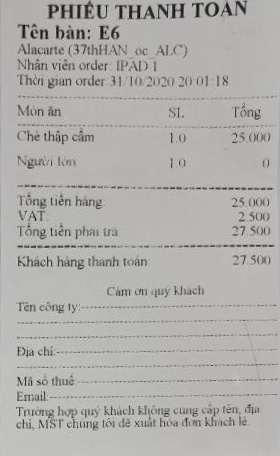 PHIẾU THANH TOÁN
Tên bàn: E6
Alacarte (37thHAN_oc_ALC)
Nhân viên order: IPAD 1
Thời gian order 31/10/2020 20:01:18
Món ăn SL Tổng
Chè thập cẩm 1.0 25.000
Người lớn 1.0 0
Tổng tiền hàng: 25.000
VAT: 2.500
Tổng tiền phải trả: 27.500
Khách hàng thanh toán: 27.500
Cám ơn quý khách
Tên công ty:
Địa chỉ:
Mã số thuế
Email:
Trường hợp quý khách không cung cấp tên, địa
chỉ, MST chúng tôi sẽ xuất hóa đơn khách lẻ.